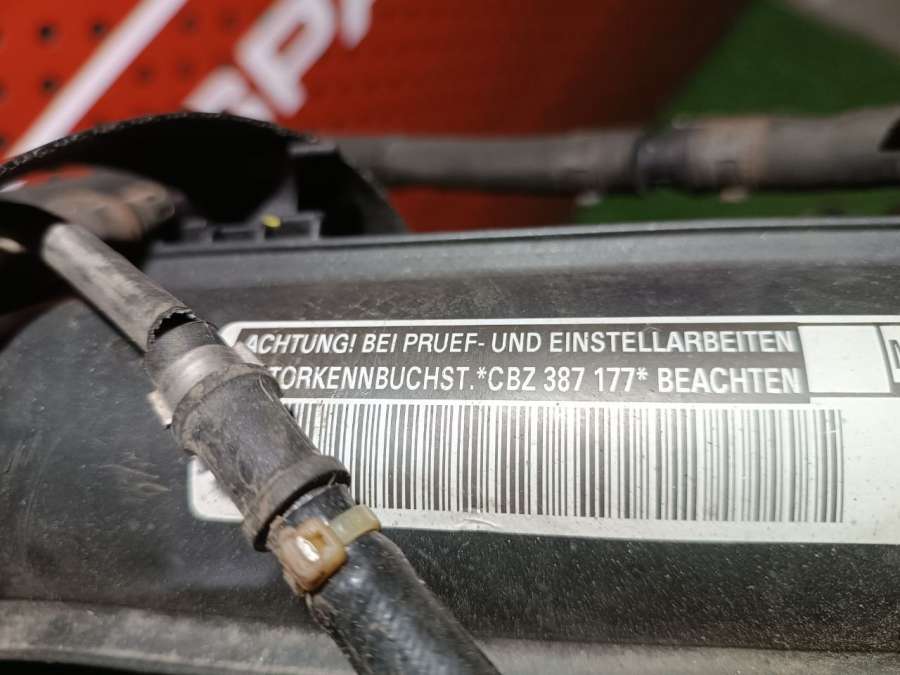 ACHTUNG! BEI PRUEF- UND EINSTELLARBEITEN
TORKENNBUCHST.*CBZ 387 177* BEACHTEN